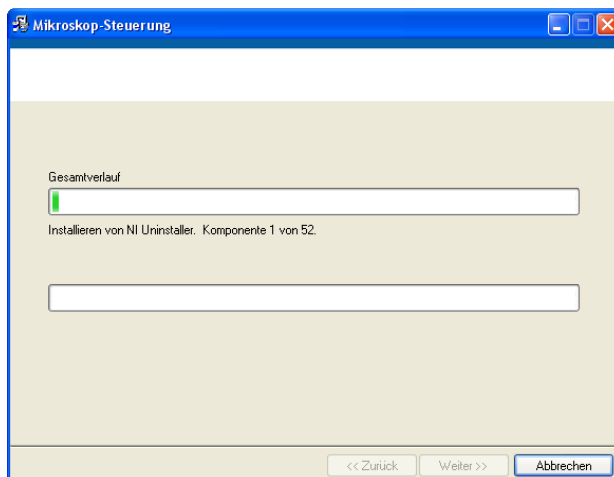 Mikroskop-Steuerung
Gesamtverlauf
Installieren von NI Uninstaller. Komponente 1 von 52.
<< Zurück
Weiter >>
Abbrechen